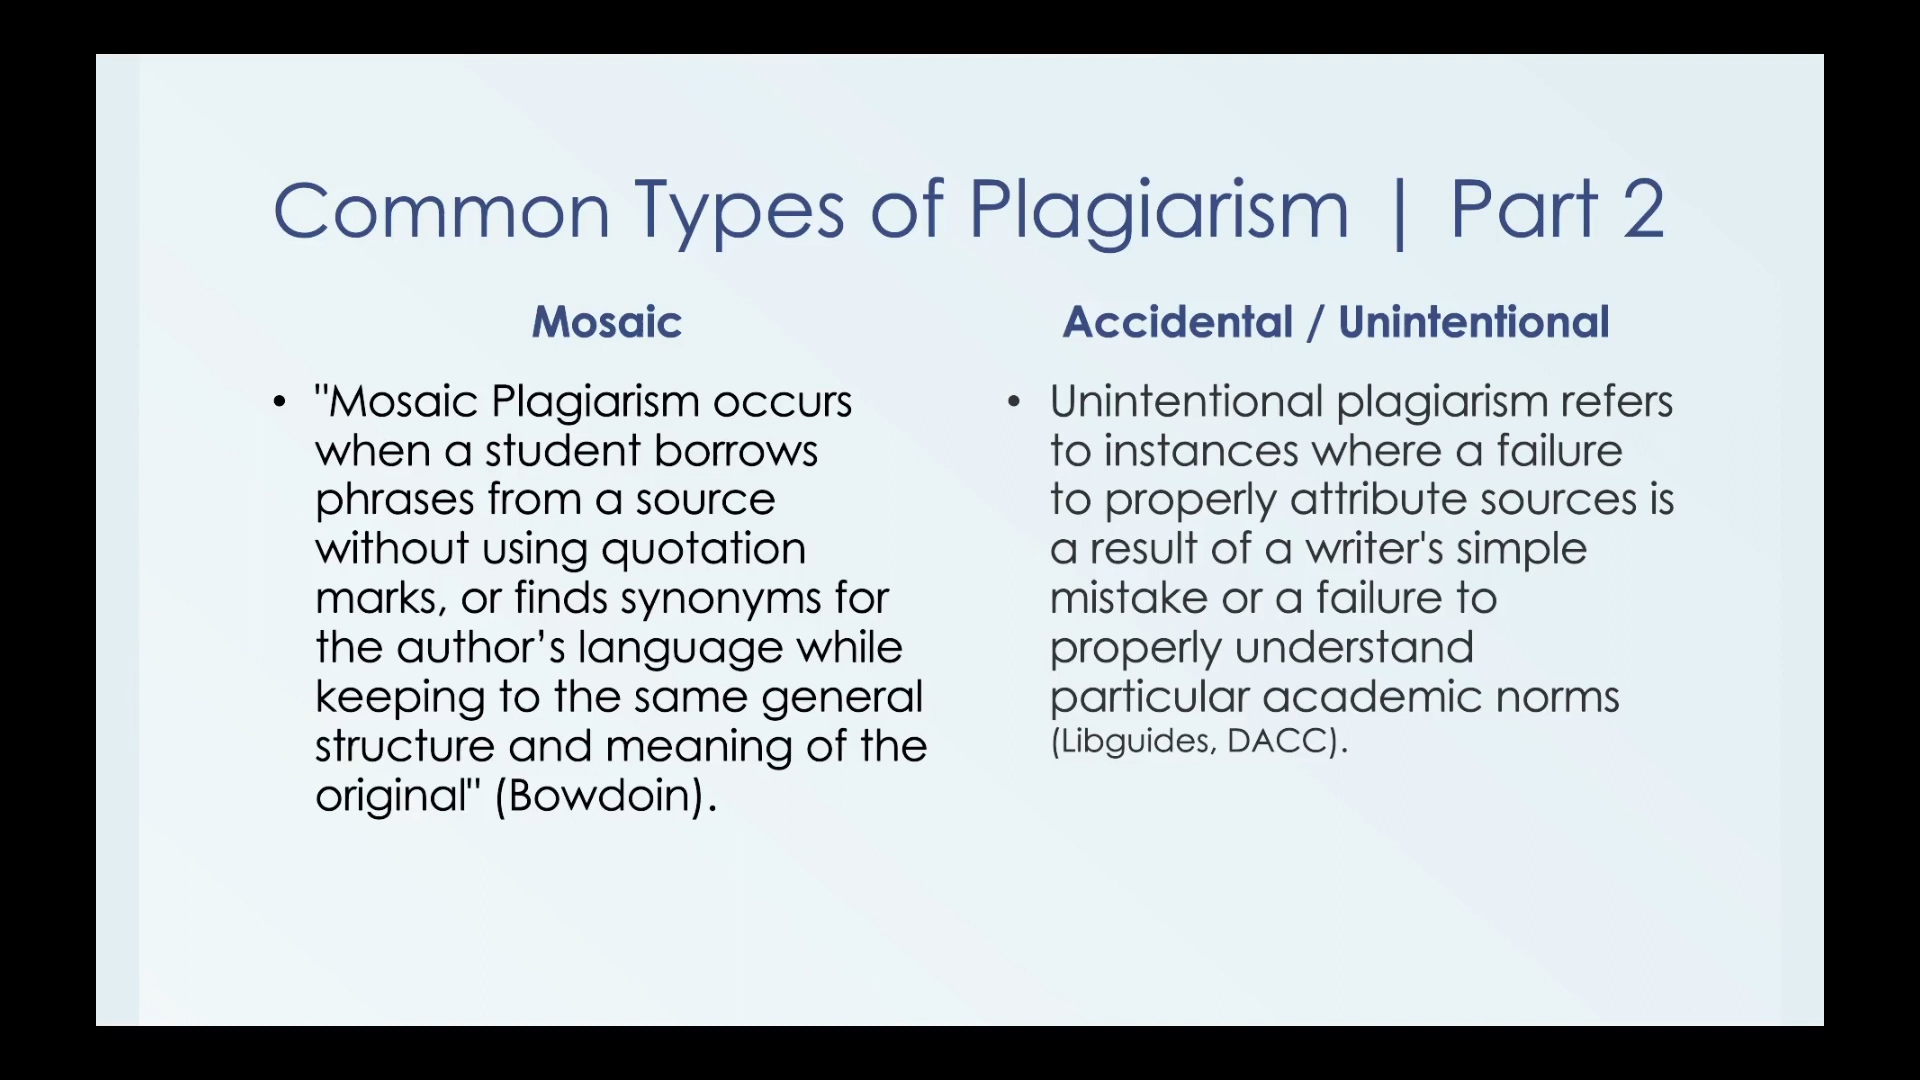 Common Types of Plagiarism | Part 2
Mosaic
• "Mosaic Plagiarism occurs
when a student borrows
phrases from a source
without using quotation
marks, or finds synonyms for
the author’s language while
keeping to the same general
structure and meaning of the
original" (Bowdoin).
Accidental / Unintentional
• Unintentional plagiarism refers
to instances where a failure
to properly attribute sources is
a result of a writer's simple
mistake or a failure to
properly understand
particular academic norms
(Libguides, DACC).